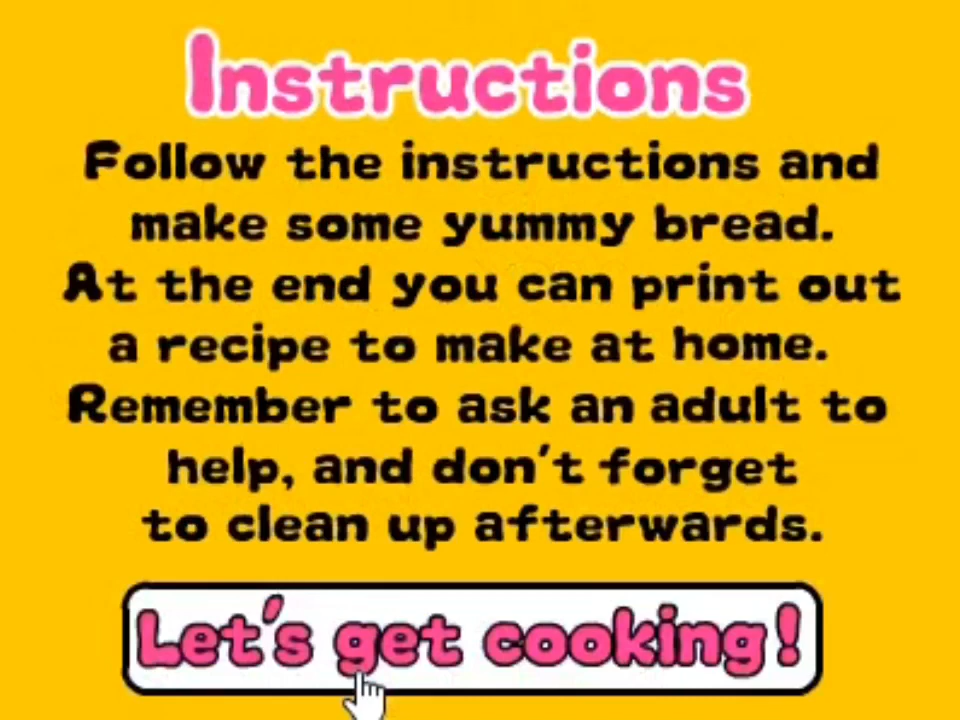 Instructions
Follow the instructions and
make some yummy bread.
At the end you can print out
a recipe to make at home.
Remember to ask an adult to
help, and don't forget
to clean up afterwards.
Let's get cooking!